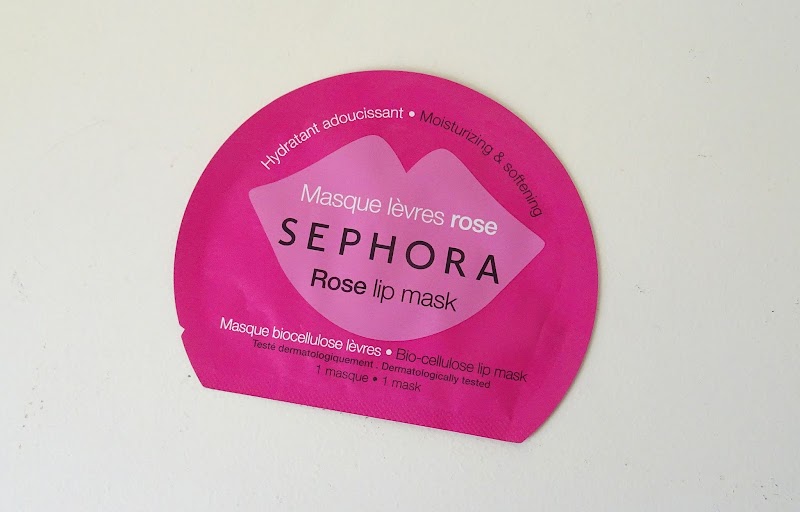 Hydratant adoucissant • Moisturizing & softening
Masque lèvres rose
SEPHORA
Rose lip mask
Masque biocellulose lèvres • Bio-cellulose lip mask
Testé dermatologiquement . Dermatologically tested
1 masque • 1 mask